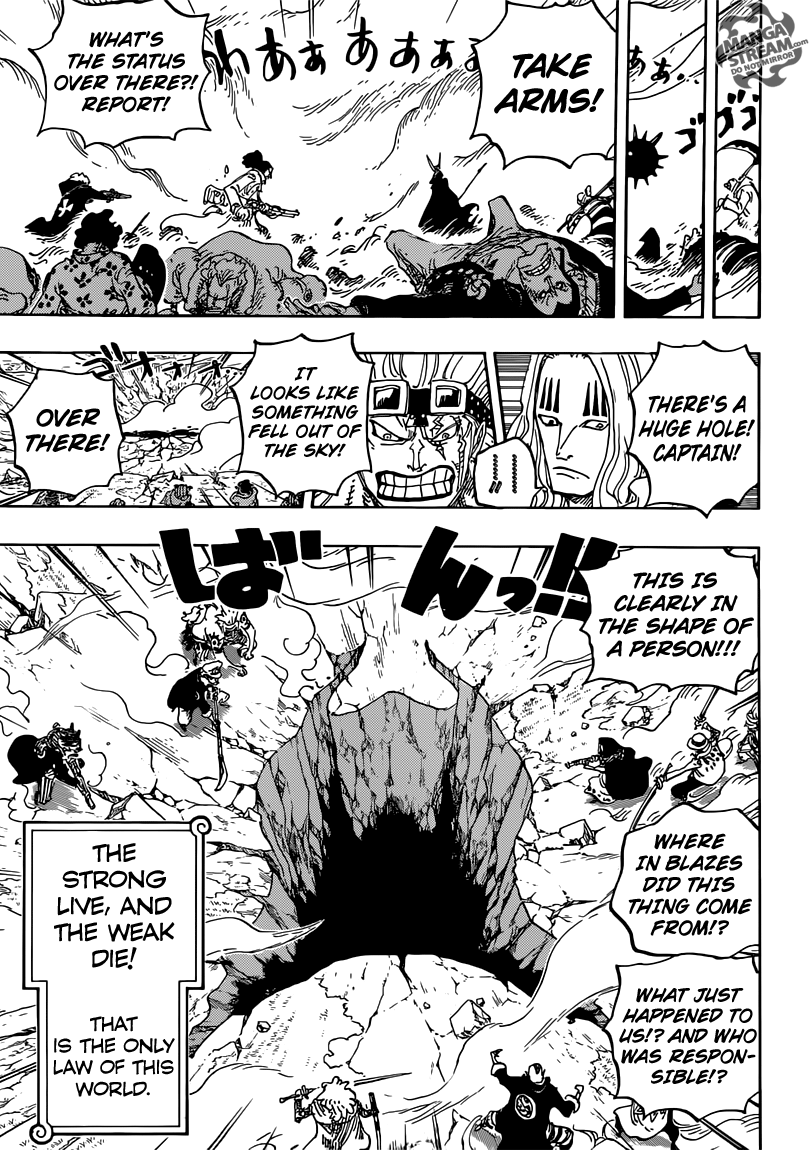 MANGA
STREAM.com
DO NOT MIRROR
ゴゴ
あぁ..
TAKE
ARMS!
わぁぁ
ああぁぁ
WHAT'S
THE STATUS
OVER THERE?!
REPORT!
THERE'S A
HUGE HOLE!
CAPTAIN!
IT
LOOKS LIKE
SOMETHING
FELL OUT OF
THE SKY!
ゴオォォ
OVER
THERE!
ばんっ!!
THIS IS
CLEARLY IN
THE SHAPE OF
A PERSON!!!
WHERE
IN BLAZES
DID THIS
THING COME
FROM!?
WHAT JUST
HAPPENED TO
US!? AND WHO
WAS RESPON-
SIBLE!?
THE
STRONG
LIVE, AND
THE WEAK
DIE!
THAT
IS THE ONLY
LAW OF THIS
WORLD.